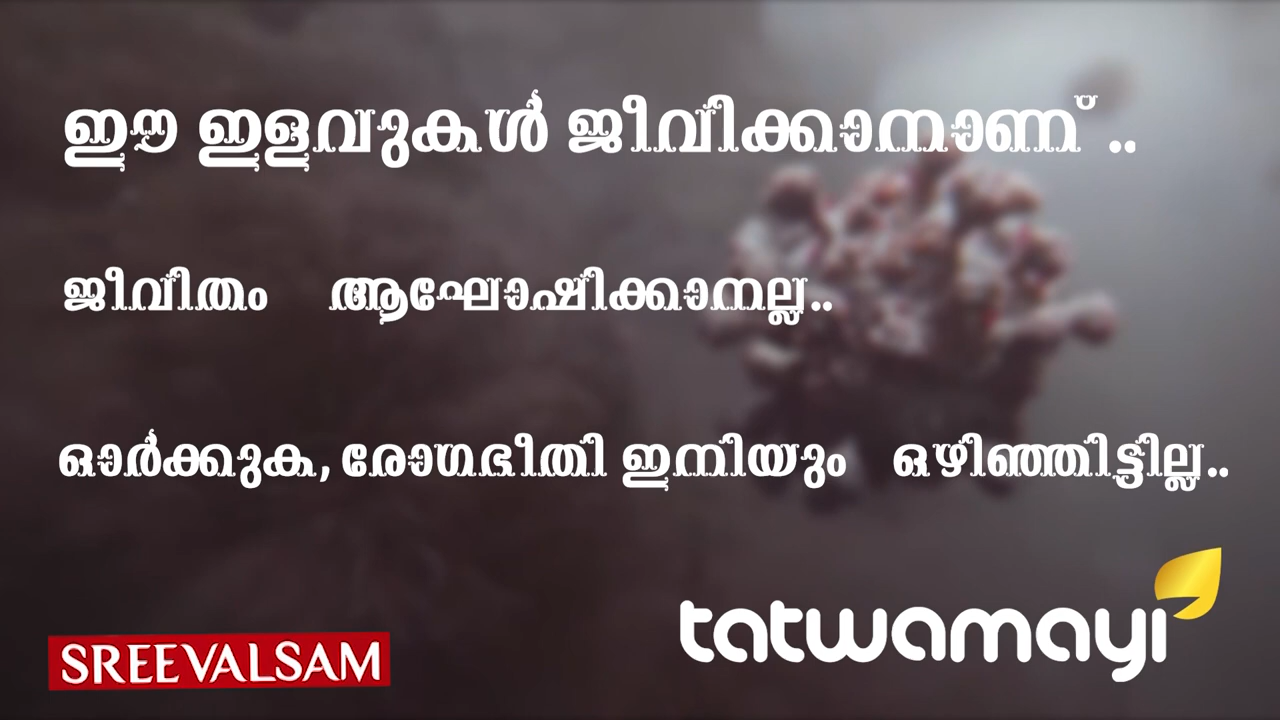 ഈ ഇളവുകൾ ജീവിക്കാനാണ് ..
ജീവിതം ആഘോഷിക്കാനല്ല..
ഓർക്കുക, രോഗഭീതി ഇനിയും ഒഴിഞ്ഞിട്ടില്ല..
SREEVALSAM
tatwamayi